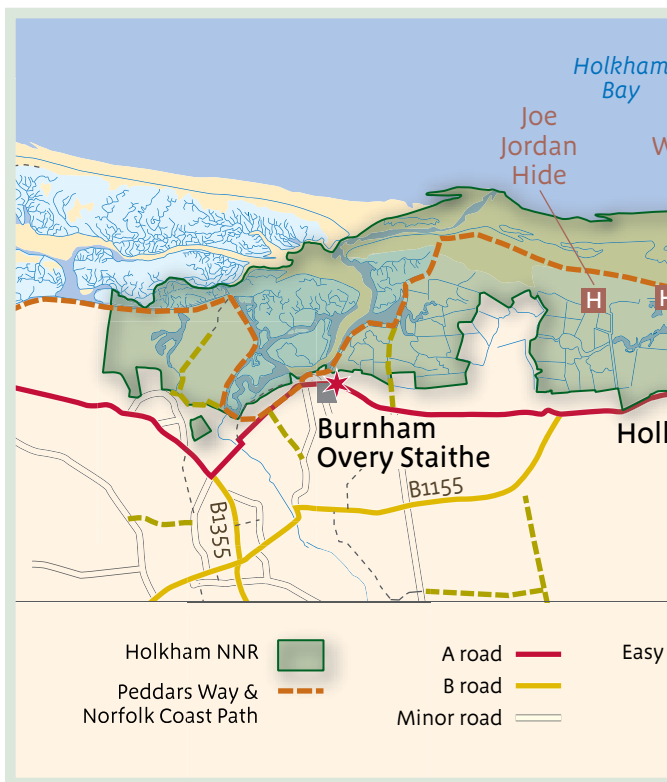 Holkham
Bay
Joe
Jordan
Hide
W
H
H
Burnham
Overy Staithe
Holl
B1155
B1355
Holkham NNR
Peddars Way &
Norfolk Coast Path
A road
B road
Minor road
Easy